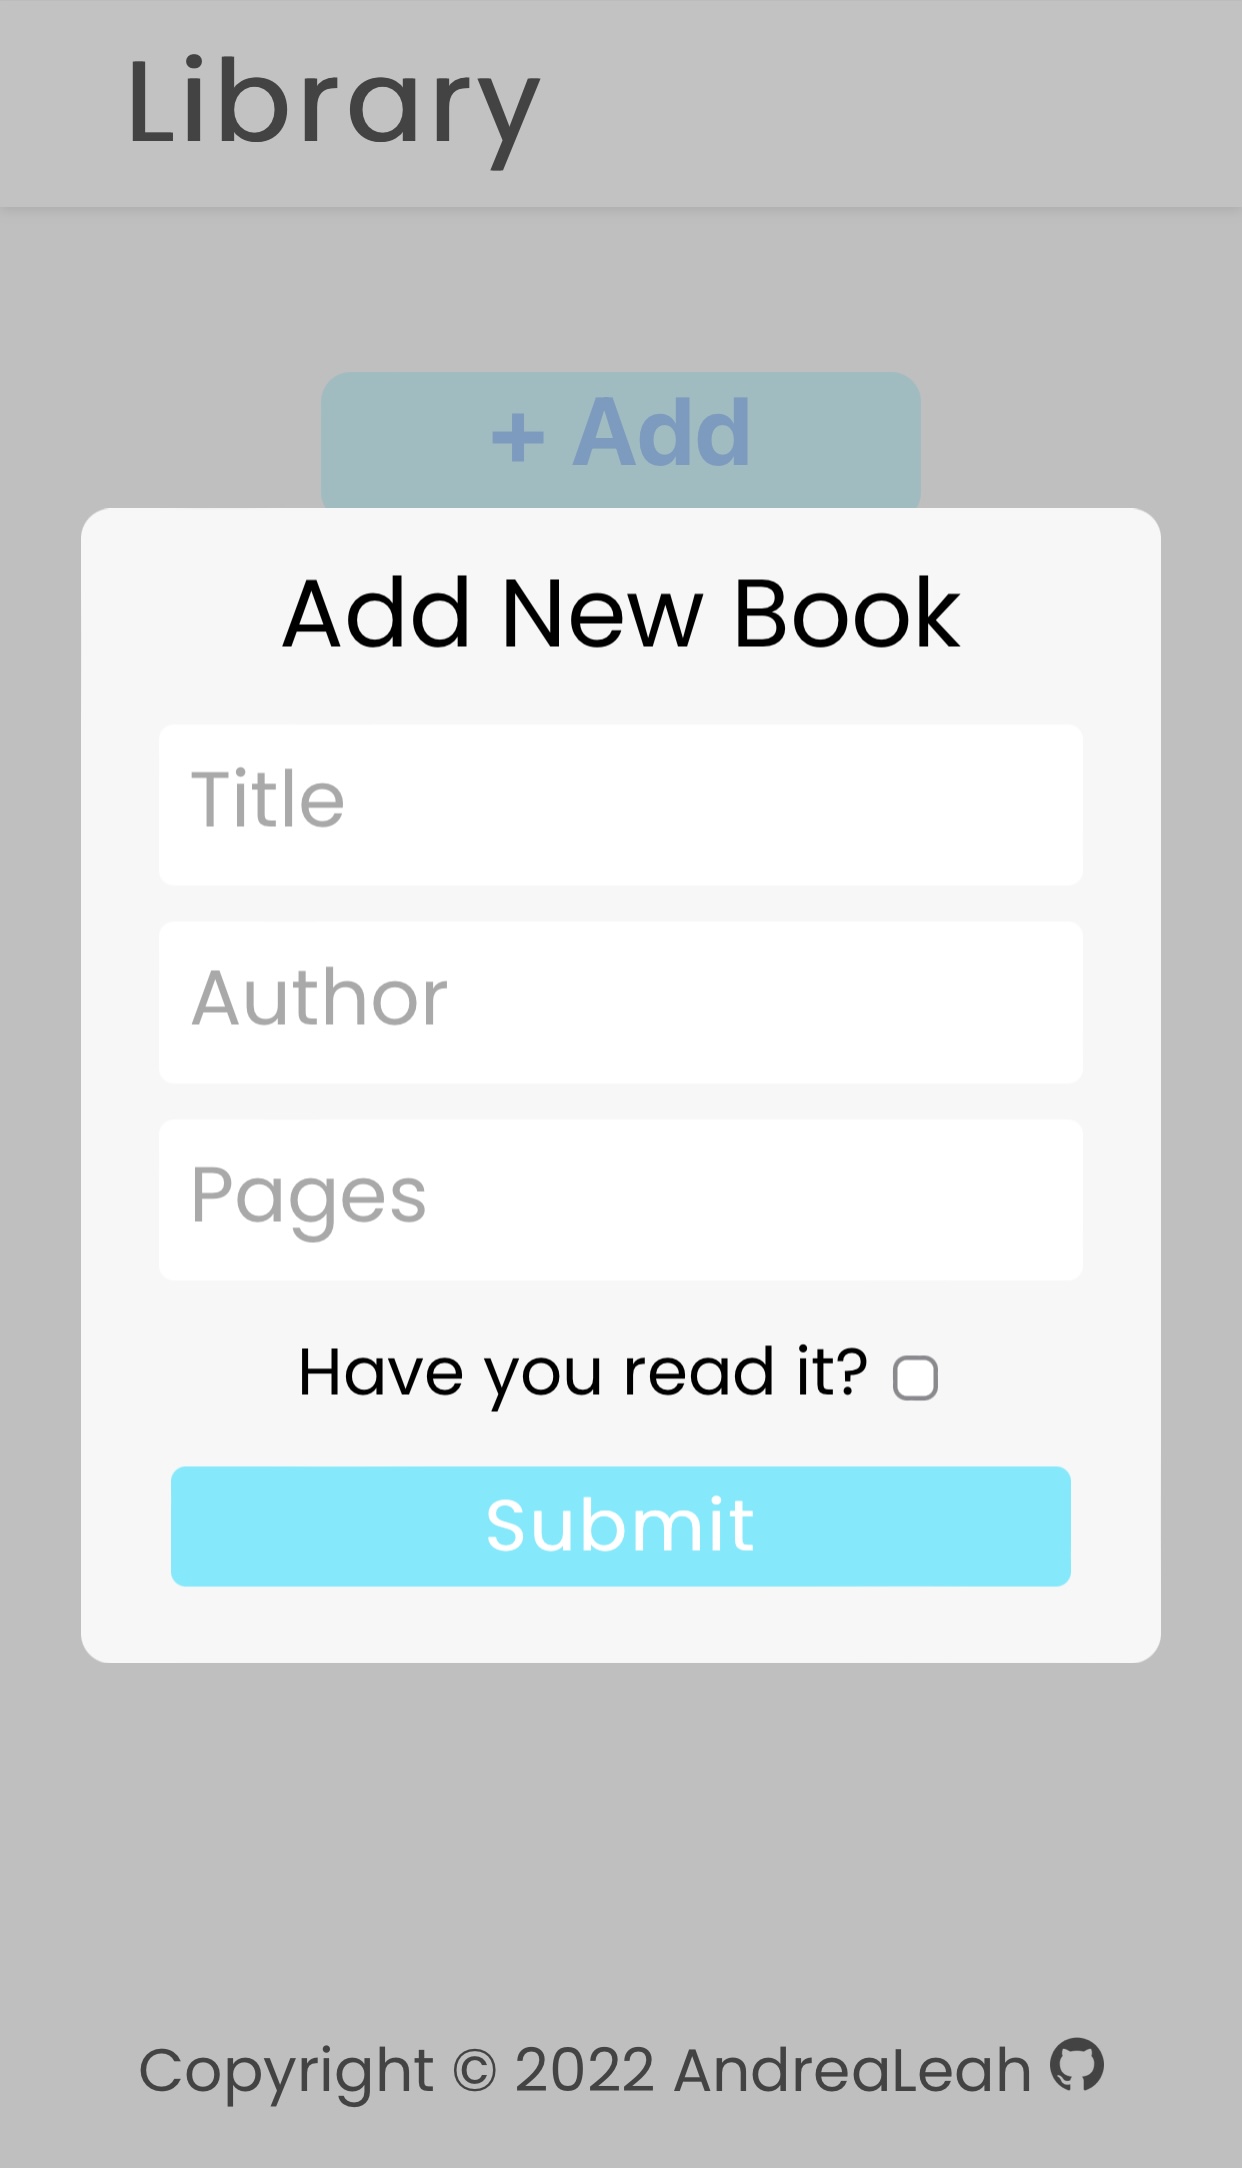 Library
+ Add
Add New Book
Title
Author
Pages
Have you read it?
Submit
Copyright © 2022 AndreaLeah